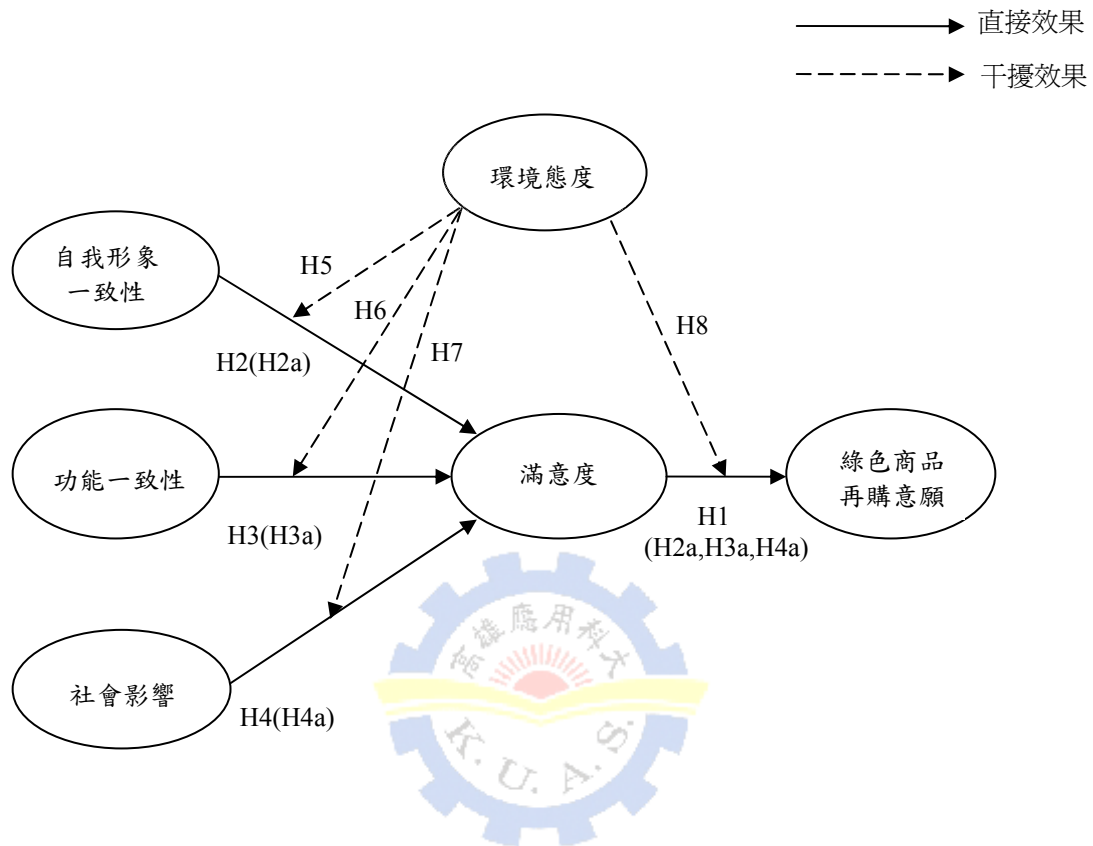 直接效果
干擾效果
環境態度
自我形象
一致性
H5
H6
H7
H8
H2(H2a)
功能一致性
滿意度
綠色商品
再購意願
H3(H3a)
H1
(H2a,H3a,H4a)
社會影響
H4(H4a)
高雄應用科大
K.U.A.S.